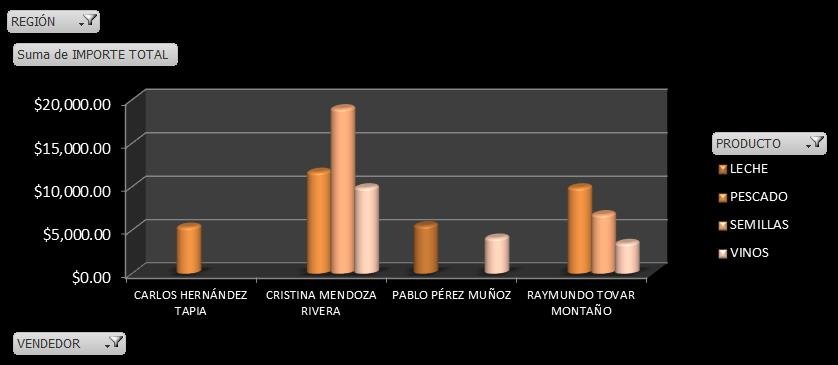 REGIÓN
Suma de IMPORTE TOTAL
$20,000.00
$15,000.00
$10,000.00
$5,000.00
$0.00
CARLOS HERNÁNDEZ
TAPIA
CRISTINA MENDOZA
RIVERA
PABLO PÉREZ MUÑOZ
RAYMUNDO TOVAR
MONTAÑO
PRODUCTO
LECHE
PESCADO
SEMILLAS
VINOS
VENDEDOR